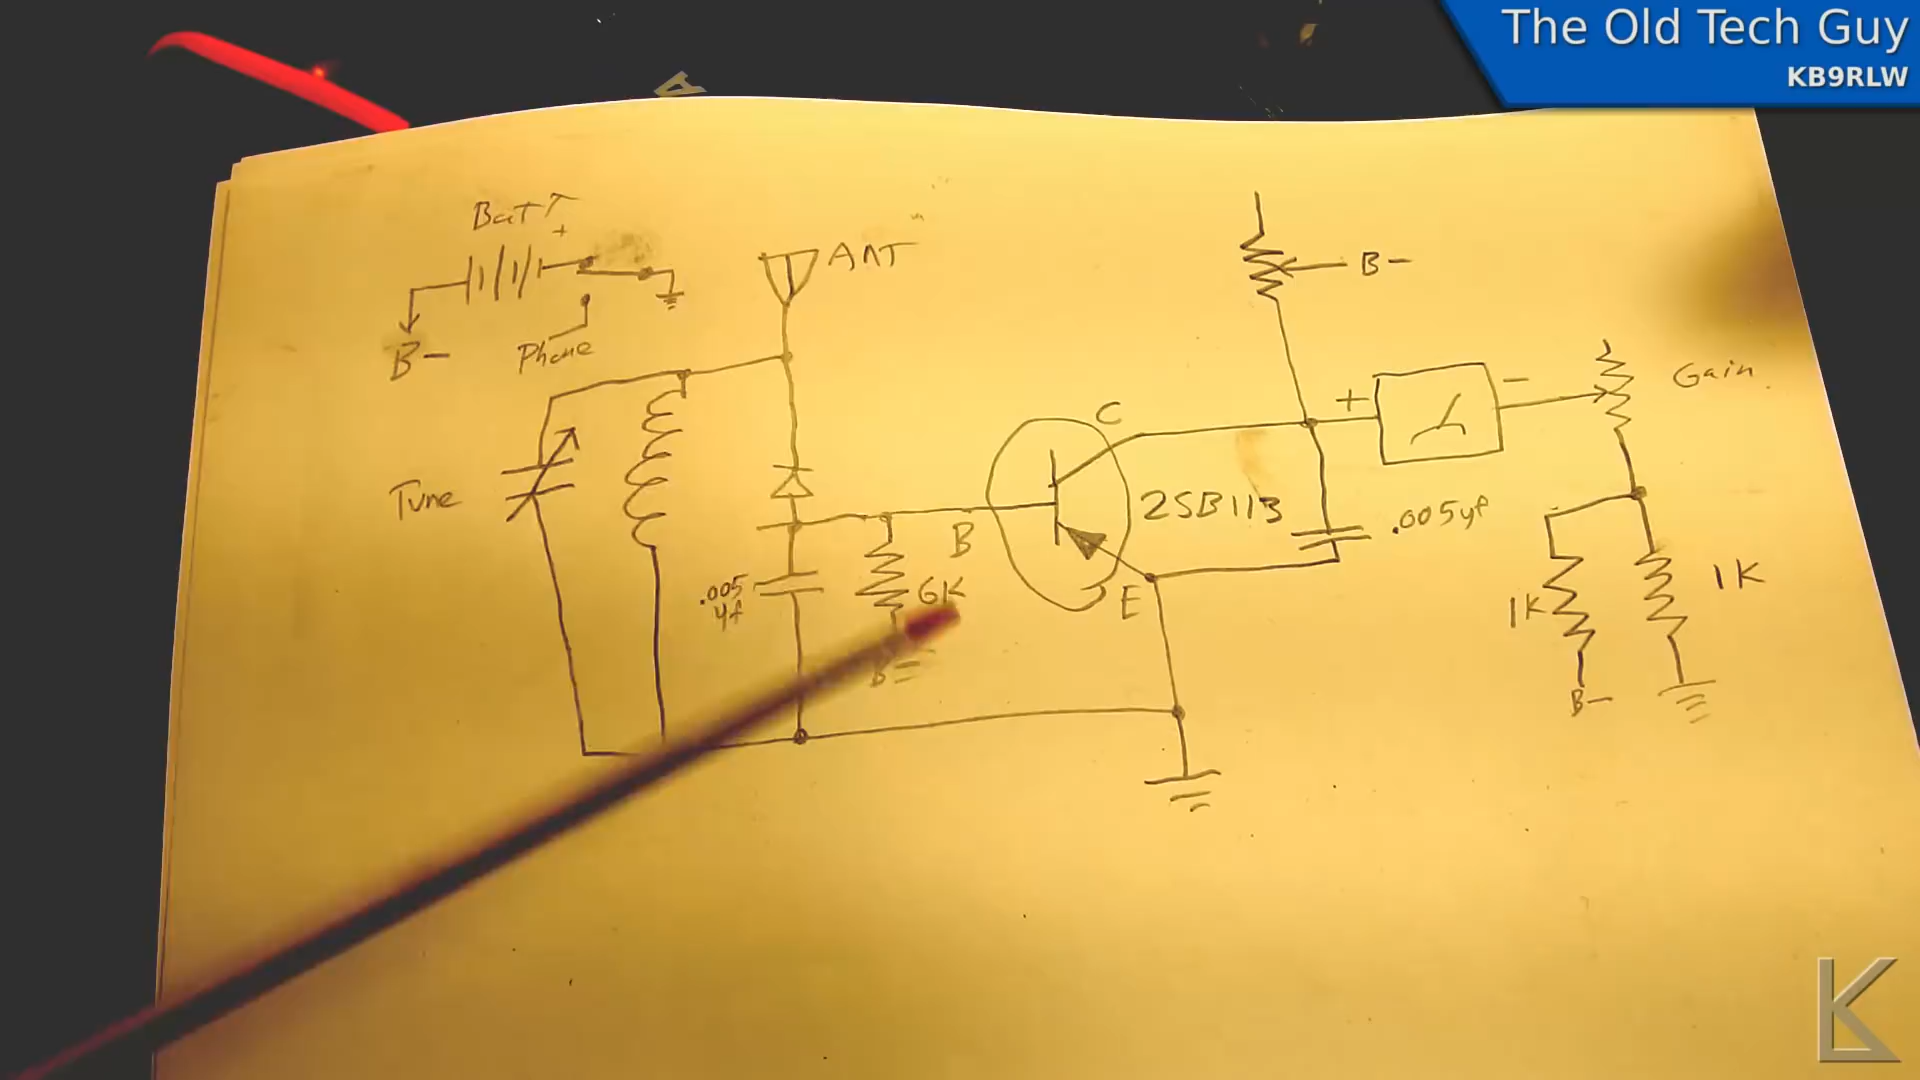 The Old Tech Guy
KB9RLW
Batt
+
B-
Phone
ANT
B-
Gain
+
-
C
Tune
2SB113
.005µf
B
.005
µf
6K
E
1K
1K
B-
K